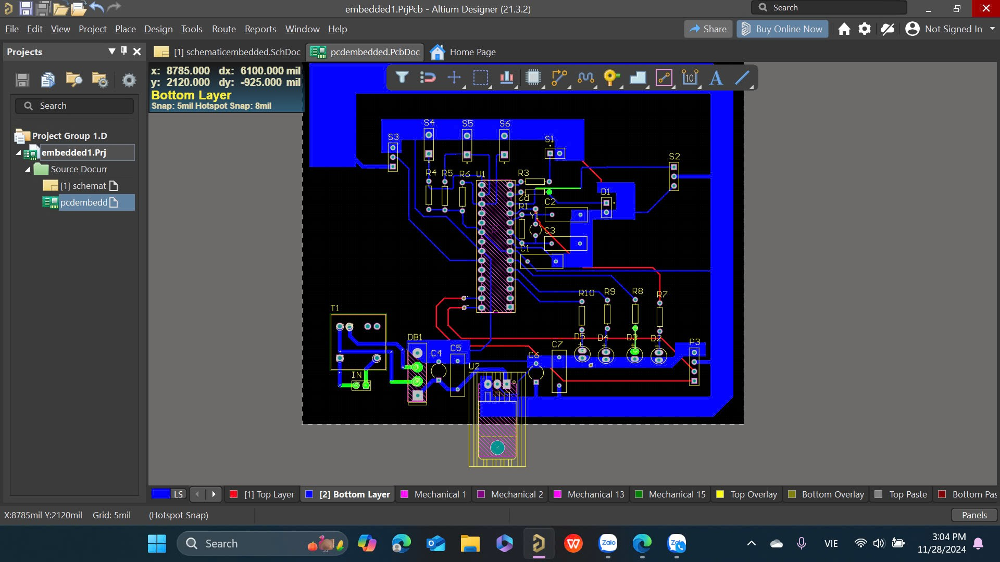 embedded1.PrjPcb - Altium Designer (21.3.2)
Search
File Edit View Project Place Design Tools Route Reports Window Help
Share
Buy Online Now
Not Signed In
Projects
[1] schematicembedded.SchDoc
pcdembedded.PcbDoc
Home Page
x: 8785.000 dx: 6100.000 mil
y: 2120.000 dy: -925.000 mil
Bottom Layer
Snap: 5mil Hotspot Snap: 8mil
10
A
Search
Project Group 1.D
embedded1.Prj
Source Docum
[1] schemat
pcdembedd
S4 S5 S6
S3
S1
S2
R4 R5 R6 U1 R3
R2
D1
C2
R1
Y1
C3
C1
R10 R9 R8 R7
T1
DB1
D5 D4 D3 D2
P3
C4 C5 C7
C6
U2
IN
LS
[1] Top Layer
[2] Bottom Layer
Mechanical 1
Mechanical 2
Mechanical 13
Mechanical 15
Top Overlay
Bottom Overlay
Top Paste
Bottom Pas
X:8785mil Y:2120mil Grid: 5mil (Hotspot Snap)
Panels
Search
Zalo
VIE
3:04 PM
11/28/2024